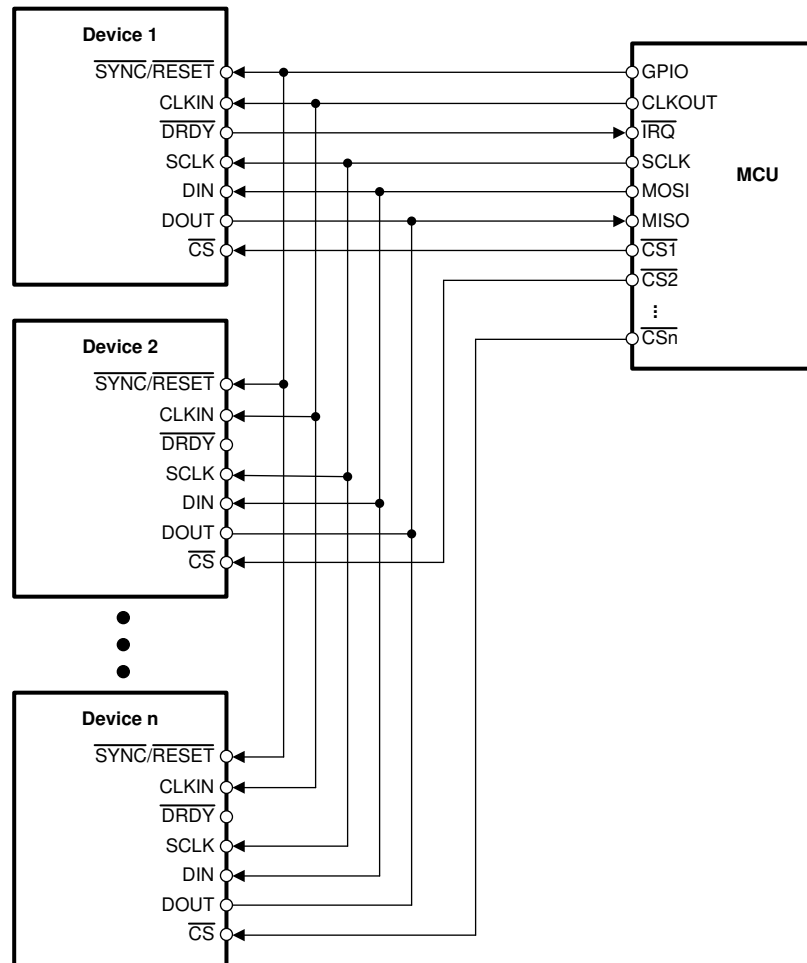 Device 1
SYNC/RESET
CLKIN
DRDY
SCLK
DIN
DOUT
CS
GPIO
CLKOUT
IRQ
SCLK
MOSI
MISO
CS1
CS2
...
CSn
MCU
Device 2
SYNC/RESET
CLKIN
DRDY
SCLK
DIN
DOUT
CS
Device n
SYNC/RESET
CLKIN
DRDY
SCLK
DIN
DOUT
CS